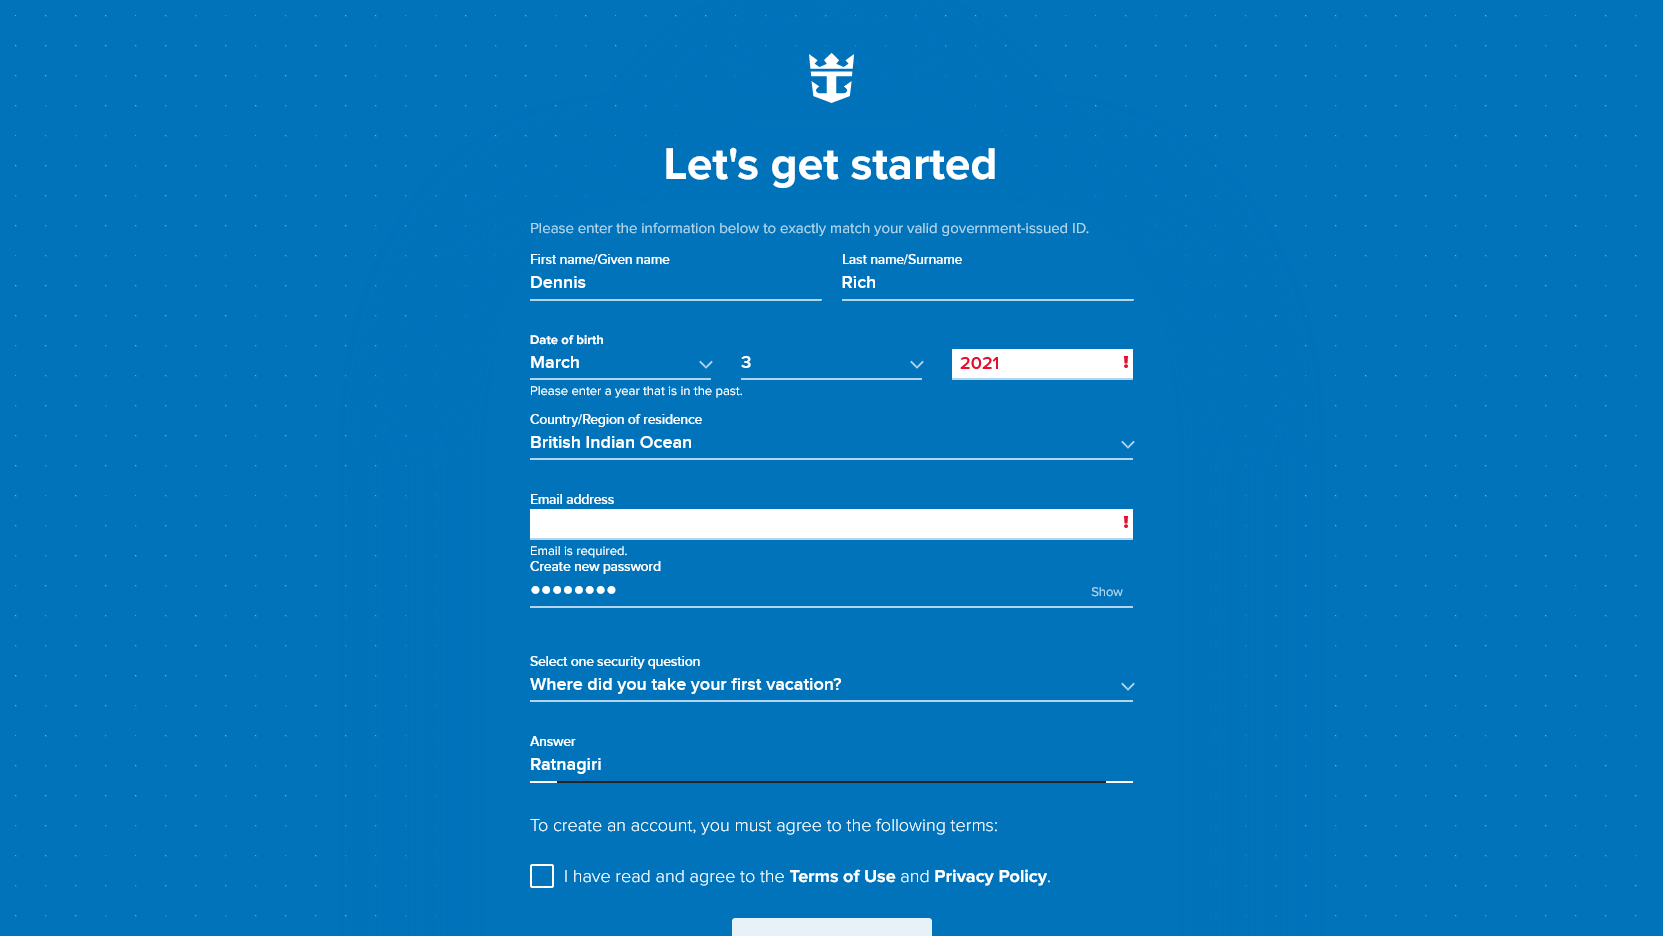 Let's get started
Please enter the information below to exactly match your valid government-issued ID.
First name/Given name
Dennis
Last name/Surname
Rich
Date of birth
March
3
2021
!
Please enter a year that is in the past.
Country/Region of residence
British Indian Ocean
Email address
!
Email is required.
Create new password
••••••••
Show
Select one security question
Where did you take your first vacation?
Answer
Ratnagiri
To create an account, you must agree to the following terms:
I have read and agree to the Terms of Use and Privacy Policy.